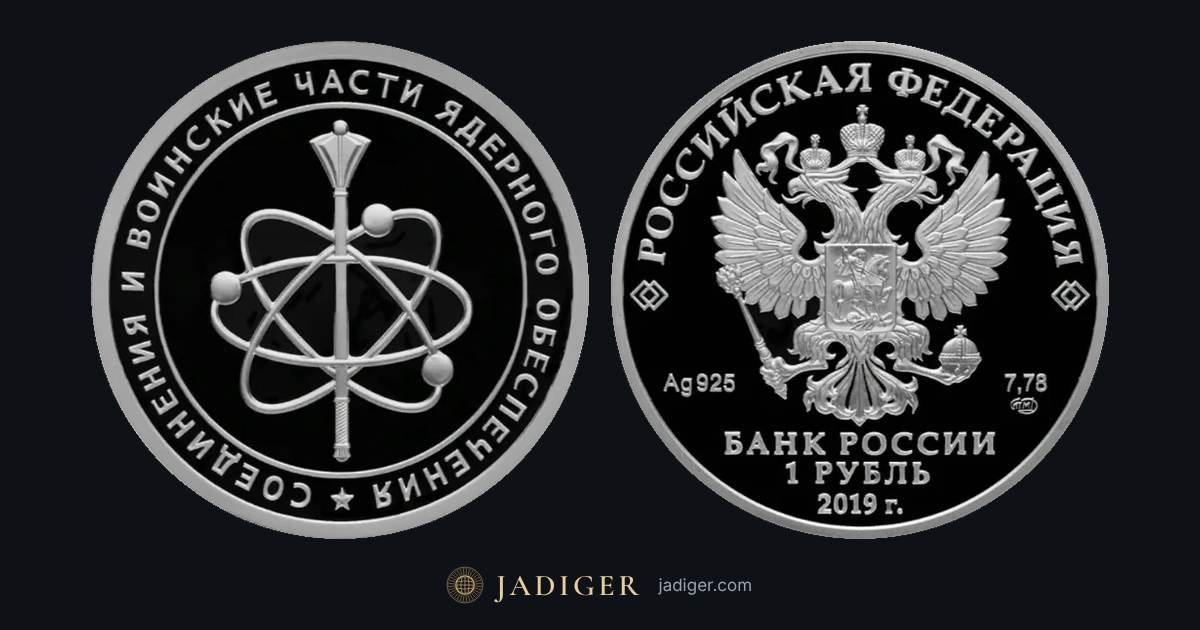 СОЕДИНЕНИЯ И ВОИНСКИЕ ЧАСТИ ЯДЕРНОГО ОБЕСПЕЧЕНИЯ
РОССИЙСКАЯ ФЕДЕРАЦИЯ
Ag 925
7,78
СПМД
БАНК РОССИИ
1 РУБЛЬ
2019 г.
JADIGER
jadiger.com